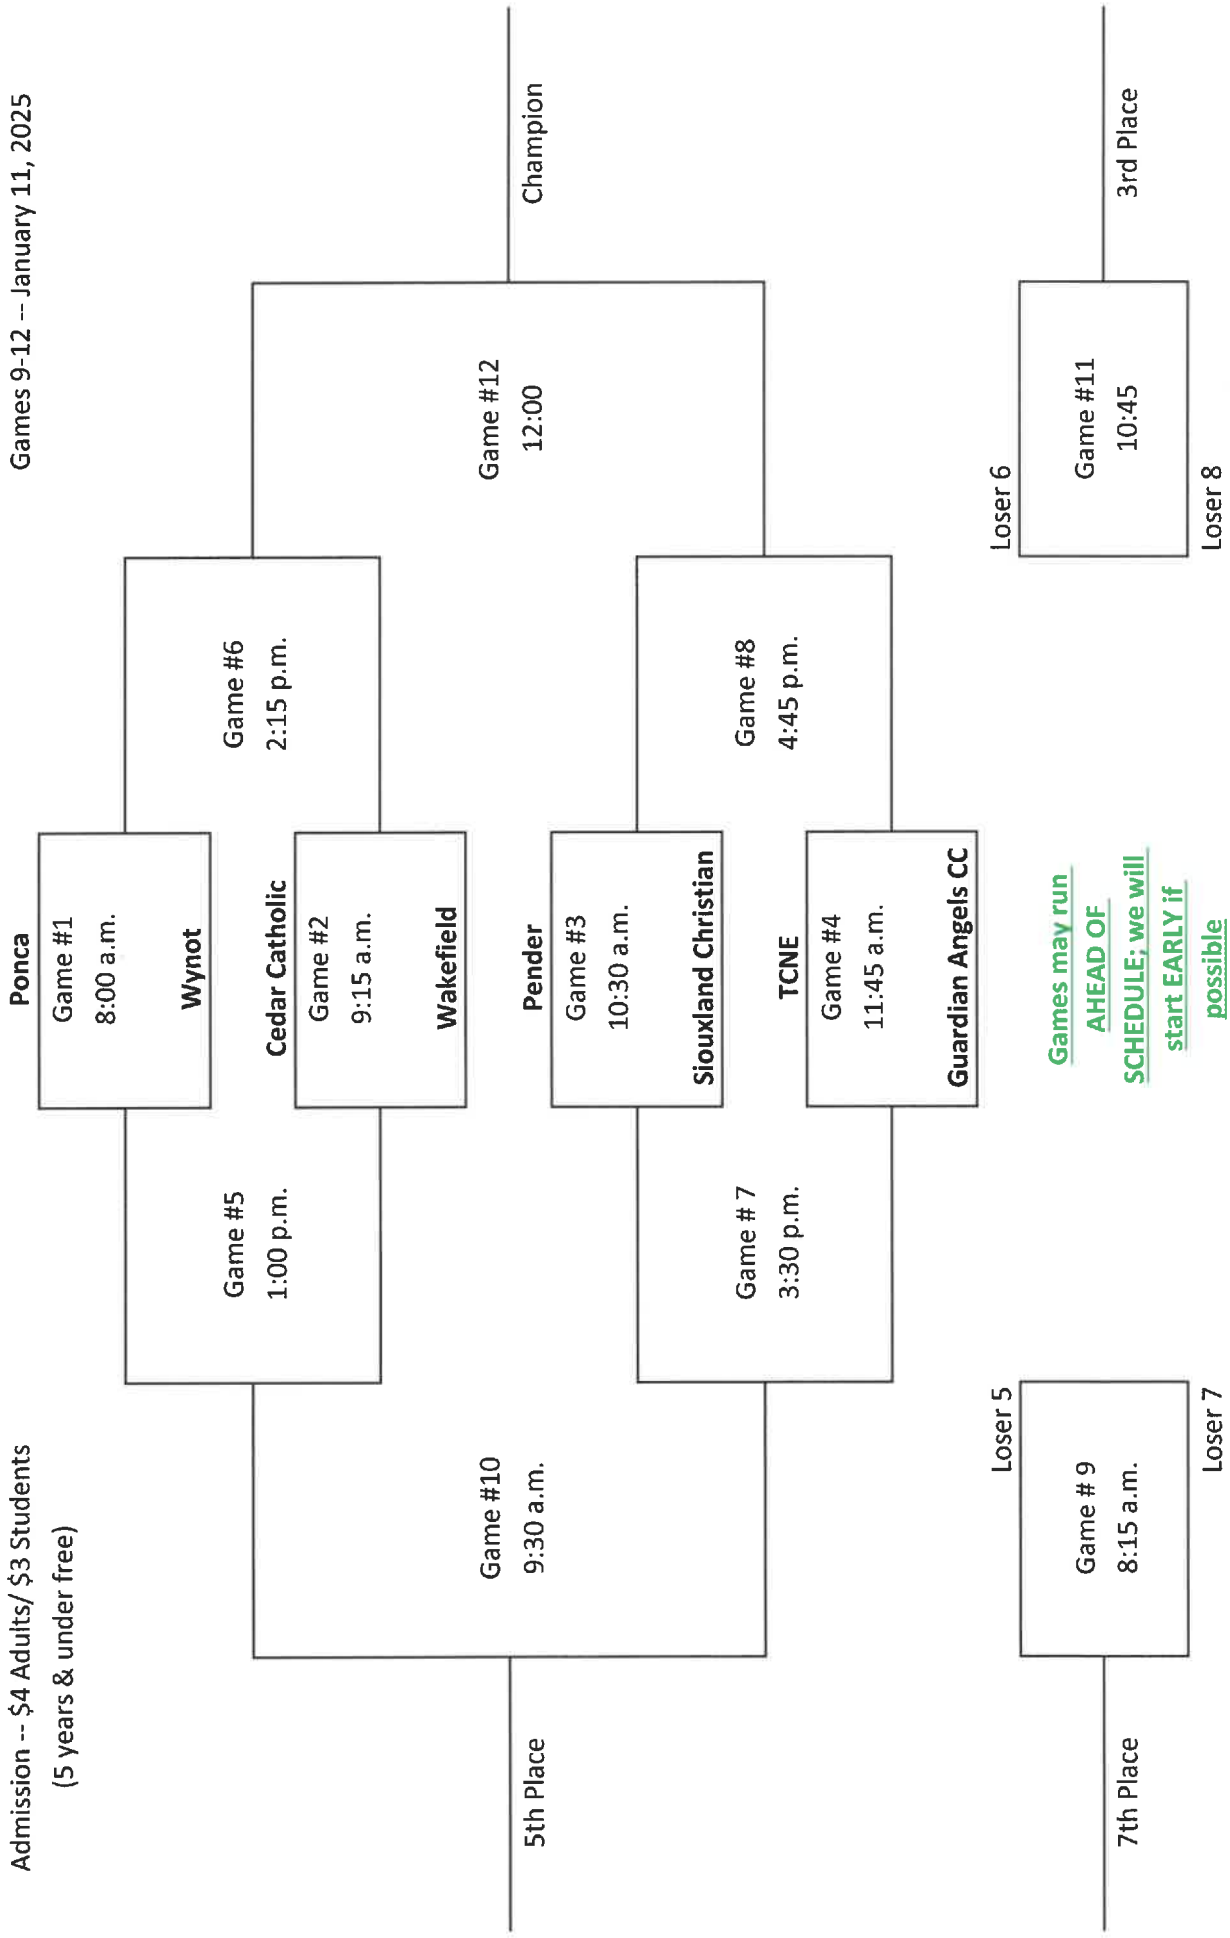 Admission -- $4 Adults/ $3 Students
(5 years & under free)
Games 9-12 -- January 11, 2025
Ponca
Game #1
8:00 a.m.
Wynot
Game #5
1:00 p.m.
Game #6
2:15 p.m.
Cedar Catholic
Game #2
9:15 a.m.
Wakefield
Game #10
9:30 a.m.
5th Place
Game #12
12:00
Champion
Pender
Game #3
10:30 a.m.
Siouxland Christian
Game # 7
3:30 p.m.
Game #8
4:45 p.m.
TCNE
Game #4
11:45 a.m.
Guardian Angels CC
Loser 5
Game # 9
8:15 a.m.
Loser 7
7th Place
Games may run
AHEAD OF
SCHEDULE; we will
start EARLY if
possible
Loser 6
Game #11
10:45
Loser 8
3rd Place